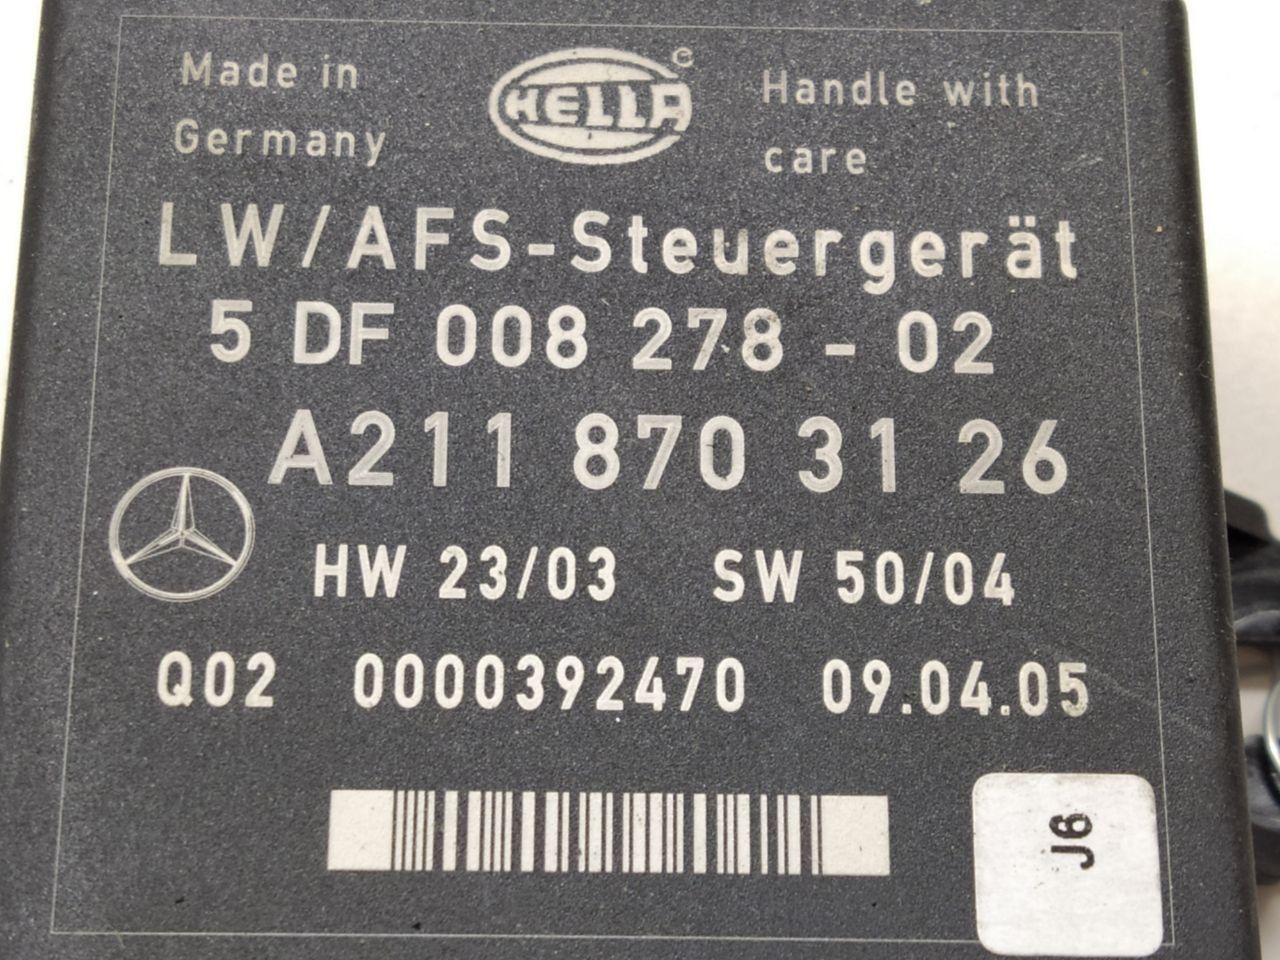 Made in
Germany
HELLA
Handle with
care
LW/AFS-Steuergerät
5 DF 008 278 - 02
A211 870 31 26
HW 23/03 SW 50/04
Q02 0000392470 09.04.05
J6